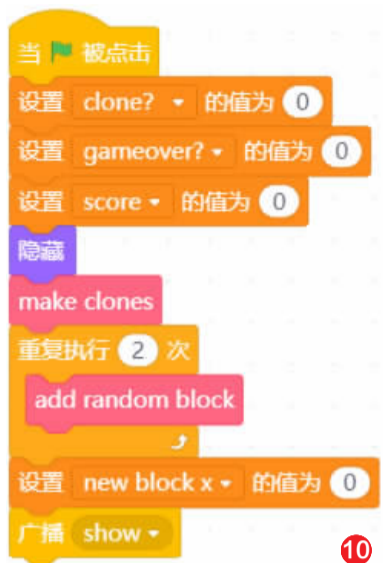 当 被点击
设置 clone? 的值为 0
设置 gameover? 的值为 0
设置 score 的值为 0
隐藏
make clones
重复执行 2 次
add random block
设置 new block x 的值为 0
广播 show
10